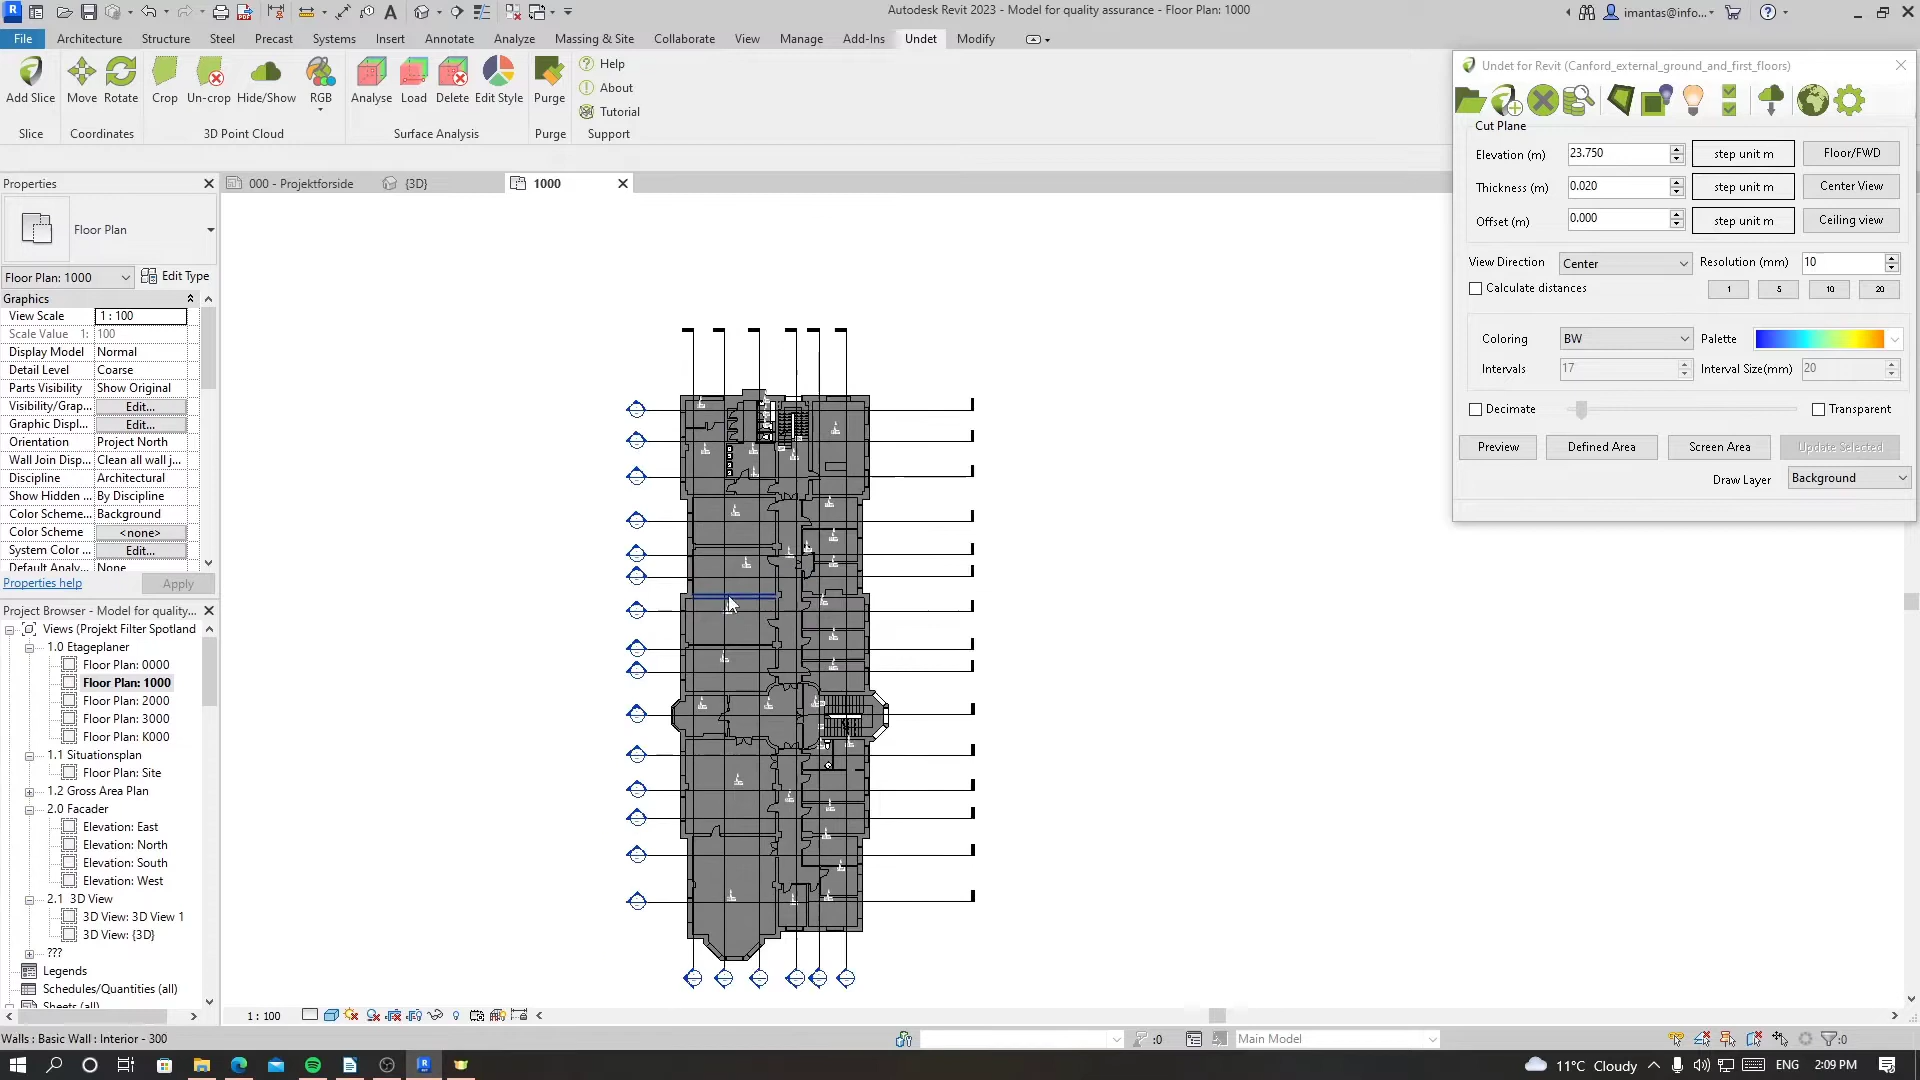 Autodesk Revit 2023 - Model for quality assurance - Floor Plan: 1000
imantas@info...
File Architecture Structure Steel Precast Systems Insert Annotate Analyze Massing & Site Collaborate View Manage Add-Ins Undet Modify
Add Slice Move Rotate Crop Un-crop Hide/Show RGB Analyse Load Delete Edit Style Purge
Help
About
Tutorial
Slice Coordinates 3D Point Cloud Surface Analysis Purge Support
Properties
000 - Projektforside {3D} 1000
Floor Plan
Floor Plan: 1000 Edit Type
Graphics
View Scale 1 : 100
Scale Value 1: 100
Display Model Normal
Detail Level Coarse
Parts Visibility Show Original
Visibility/Grap... Edit...
Graphic Displ... Edit...
Orientation Project North
Wall Join Disp... Clean all wall j...
Discipline Architectural
Show Hidden ... By Discipline
Color Scheme... Background
Color Scheme <none>
System Color ... Edit...
Default Analy... None
Properties help Apply
Project Browser - Model for quality...
Views (Projekt Filter Spotland
1.0 Etageplaner
Floor Plan: 0000
Floor Plan: 1000
Floor Plan: 2000
Floor Plan: 3000
Floor Plan: K000
1.1 Situationsplan
Floor Plan: Site
1.2 Gross Area Plan
2.0 Facader
Elevation: East
Elevation: North
Elevation: South
Elevation: West
2.1 3D View
3D View: 3D View 1
3D View: {3D}
???
Legends
Schedules/Quantities (all)
Sheets (all)
Undet for Revit (Canford_external_ground_and_first_floors)
Cut Plane
Elevation (m) 23.750 step unit m Floor/FWD
Thickness (m) 0.020 step unit m Center View
Offset (m) 0.000 step unit m Ceiling view
View Direction Center Resolution (mm) 10
Calculate distances 1 5 10 20
Coloring BW Palette
Intervals 17 Interval Size(mm) 20
Decimate Transparent
Preview Defined Area Screen Area Update Selected
Draw Layer Background
1 : 100
Walls : Basic Wall : Interior - 300
:0 Main Model :0
11°C Cloudy ENG 2:09 PM